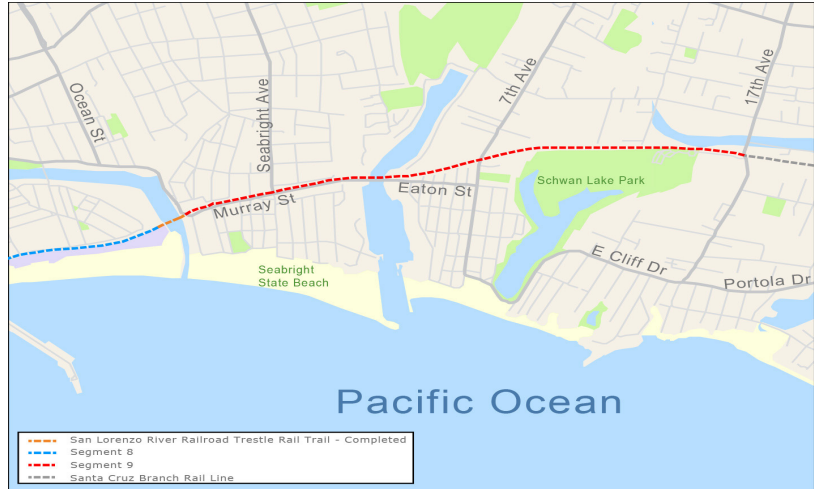 Ocean St
Seabright Ave
7th Ave
17th Ave
Schwan Lake Park
Eaton St
Murray St
E Cliff Dr
Portola Dr
Seabright
State Beach
Pacific Ocean
San Lorenzo River Railroad Trestle Rail Trail - Completed
Segment 8
Segment 9
Santa Cruz Branch Rail Line